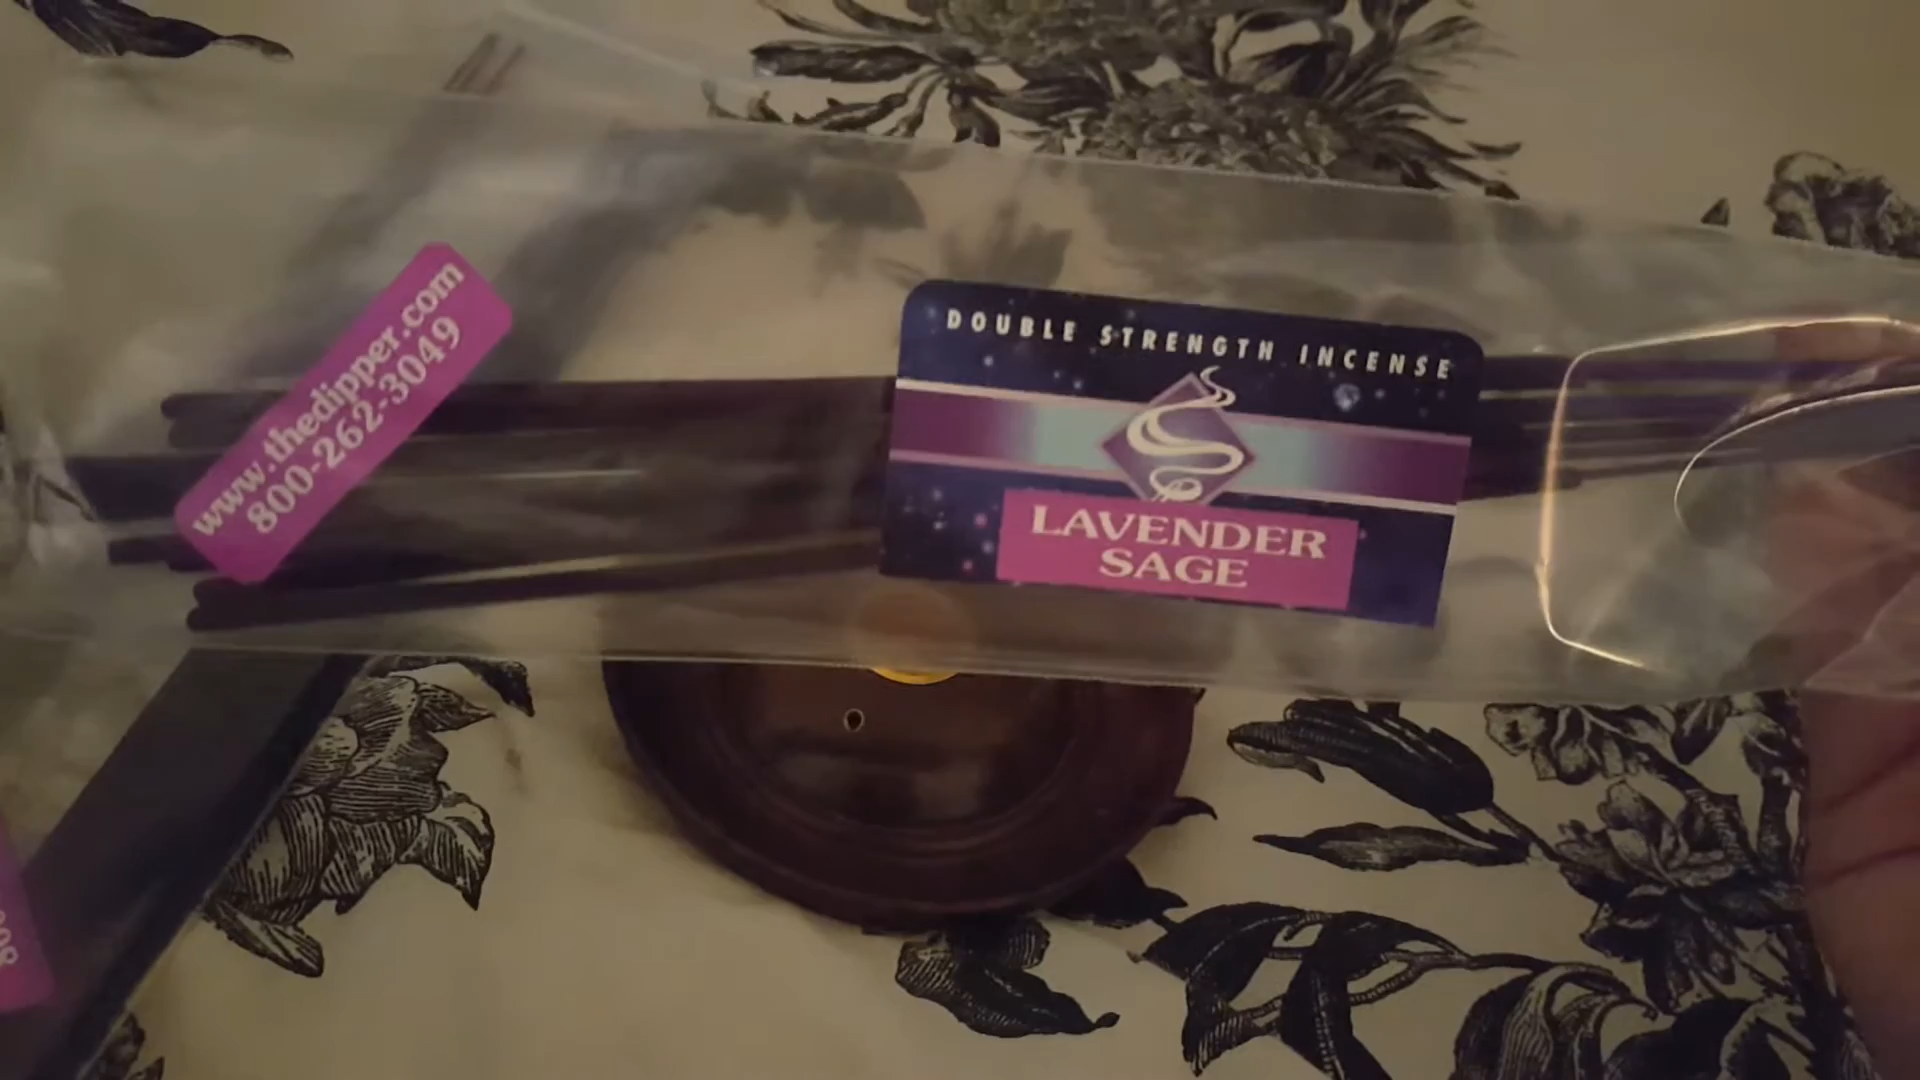 www.thedipper.com
800-262-3049
DOUBLE STRENGTH INCENSE
LAVENDER
SAGE